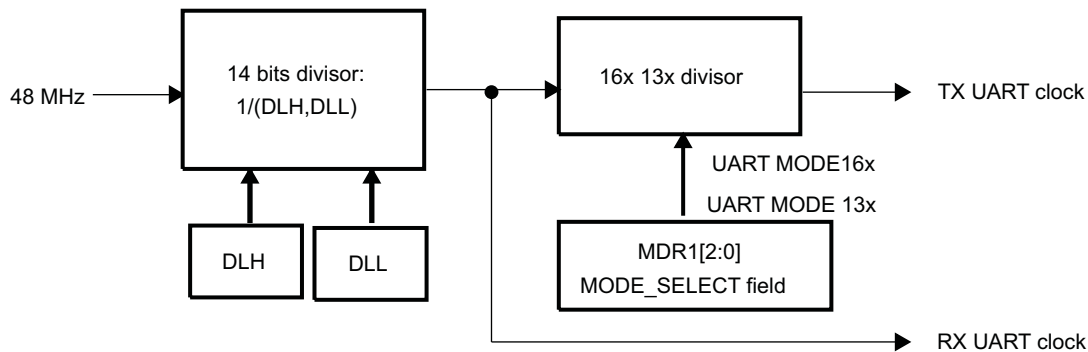 48 MHz
14 bits divisor:
1/(DLH,DLL)
16x 13x divisor
TX UART clock
UART MODE16x
UART MODE 13x
DLH
DLL
MDR1[2:0]
MODE_SELECT field
RX UART clock